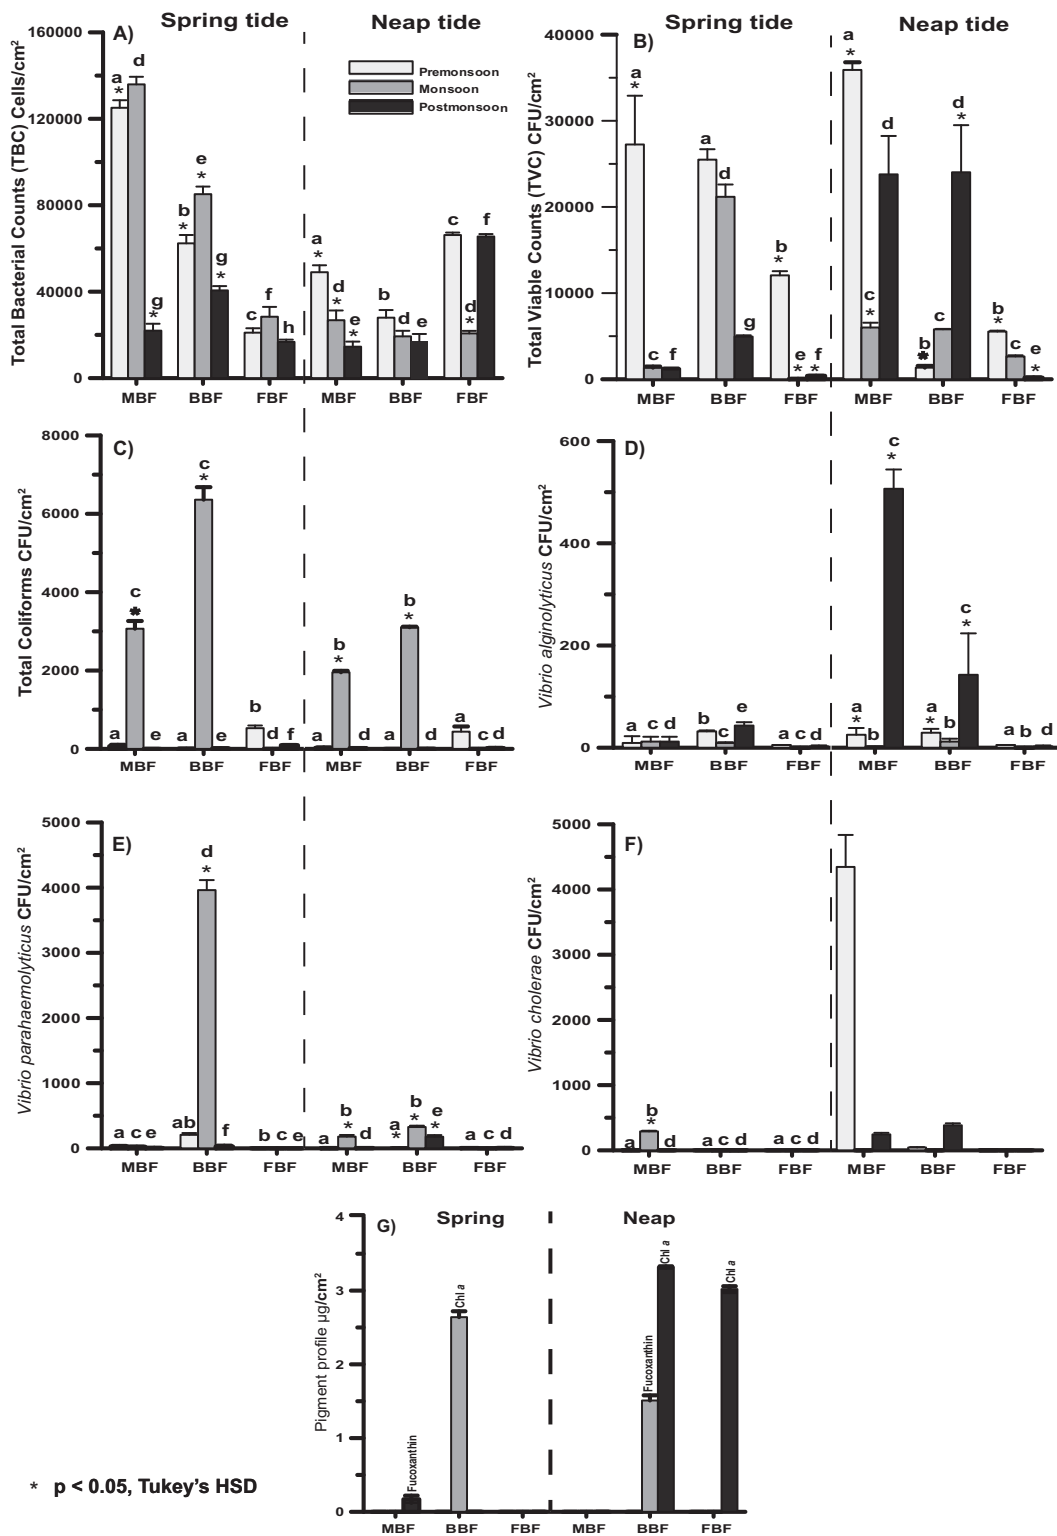 Spring tide
Neap tide
A)
Total Bacterial Counts (TBC) Cells/cm²
160000
120000
80000
40000
0
Premonsoon
Monsoon
Postmonsoon
a
*
d
g
*
b
*
e
*
g
*
c
f
h
a
*
d
*
e
*
b
d
e
c
d
*
f
MBF BBF FBF MBF BBF FBF
Spring tide
Neap tide
B)
Total Viable Counts (TVC) CFU/cm²
40000
30000
20000
10000
0
a
*
c
f
a
d
g
b
*
e
*
f
*
a
*
c
*
d
b
*
c
d
*
b
*
c
e
*
MBF BBF FBF MBF BBF FBF
C)
Total Coliforms CFU/cm²
8000
6000
4000
2000
0
a
c
*
e
a
c
*
e
b
d
f
a
b
*
d
a
b
*
d
a
c
d
MBF BBF FBF MBF BBF FBF
D)
Vibrio alginolyticus CFU/cm²
600
400
200
0
a c d
b
c
e
a c d
a
*
b
c
*
a
*
b
c
*
a b d
MBF BBF FBF MBF BBF FBF
E)
Vibrio parahaemolyticus CFU/cm²
5000
4000
3000
2000
1000
0
a c e
ab
d
*
f
b c e
a
b
*
d
a
*
b
*
e
*
a c d
MBF BBF FBF MBF BBF FBF
F)
Vibrio cholerae CFU/cm²
5000
4000
3000
2000
1000
0
a
b
*
d
a c d
a c d
MBF BBF FBF MBF BBF FBF
G)
Spring
Neap
Pigment profile µg/cm²
4
3
2
1
0
Fucoxanthin
Chl a
Fucoxanthin
Chl a
Chl a
MBF BBF FBF MBF BBF FBF
* p < 0.05, Tukey's HSD